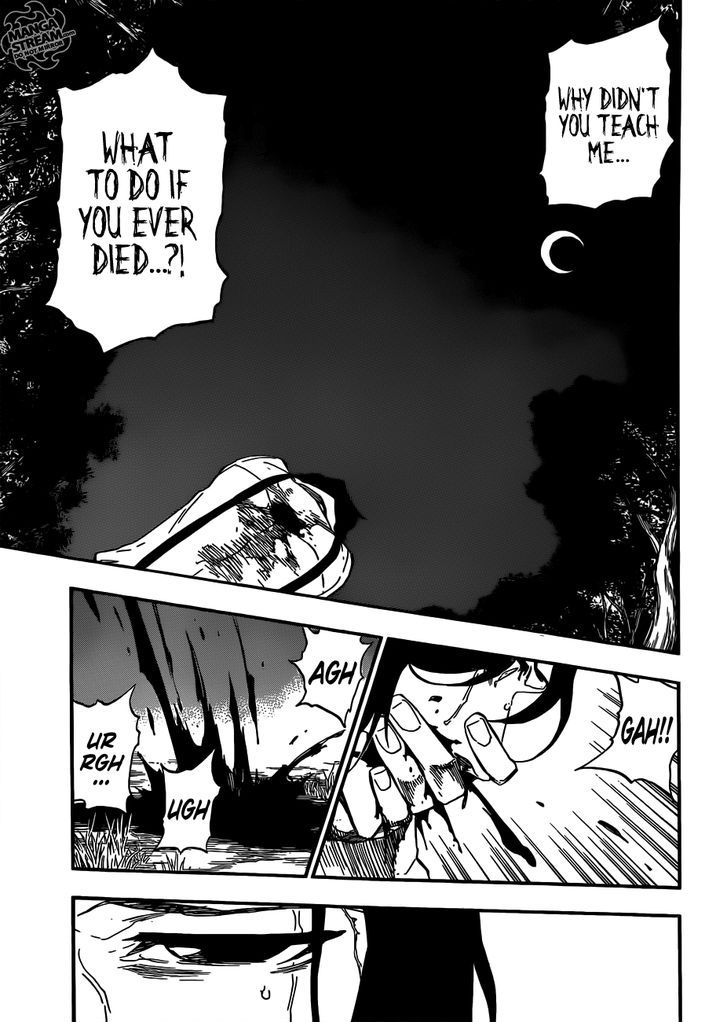 WHY DIDN'T
YOU TEACH
ME...
WHAT
TO DO IF
YOU EVER
DIED...?!
GAH!!
AGH
UGH
UR
RGH
...
MANGA
STREAM